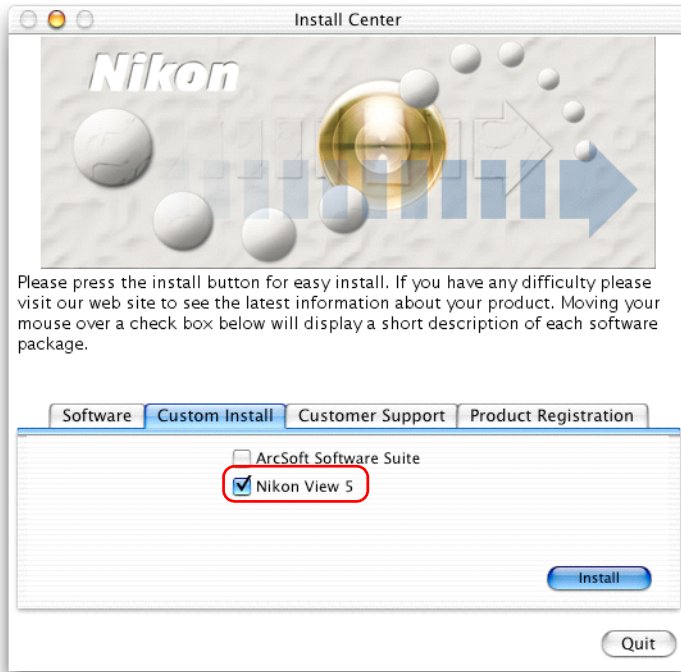 Install Center
Nikon
Please press the install button for easy install. If you have any difficulty please
visit our web site to see the latest information about your product. Moving your
mouse over a check box below will display a short description of each software
package.
Software Custom Install Customer Support Product Registration
ArcSoft Software Suite
Nikon View 5
Install
Quit